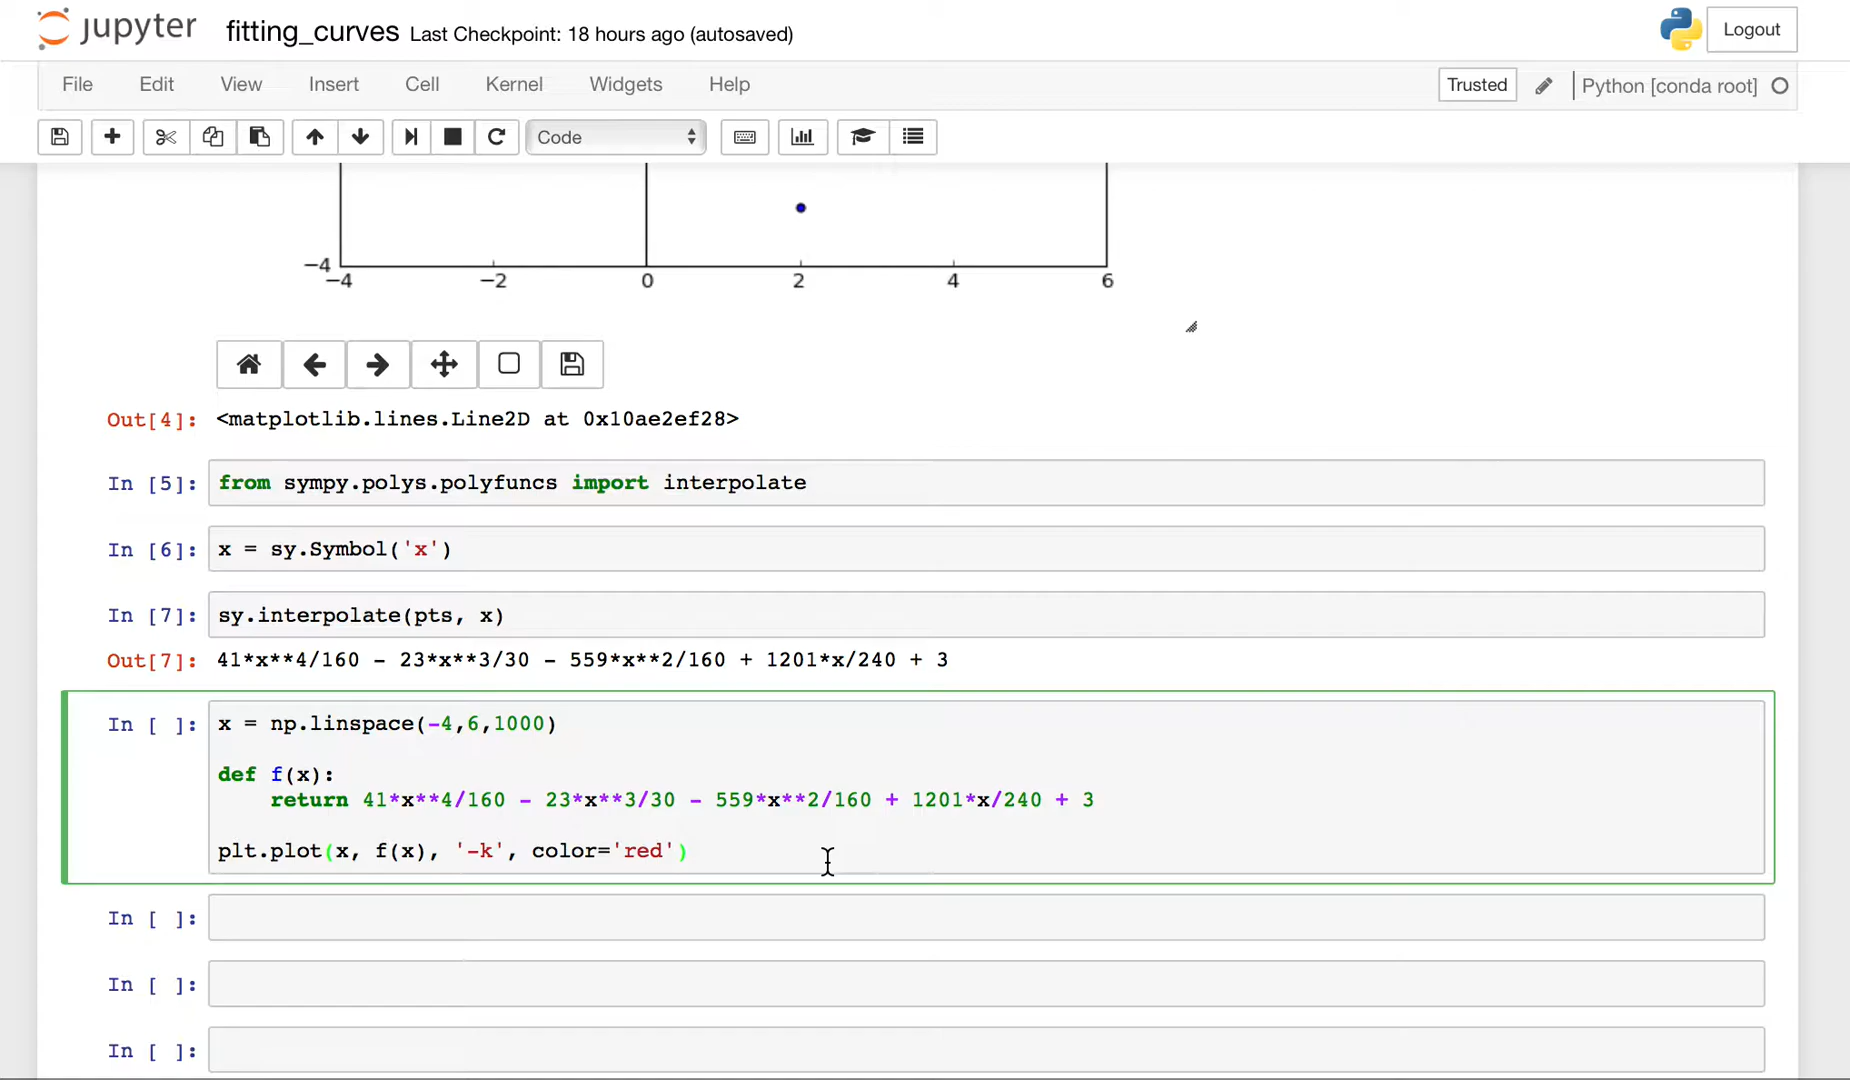 jupyter fitting_curves Last Checkpoint: 18 hours ago (autosaved) Logout
File Edit View Insert Cell Kernel Widgets Help Trusted Python [conda root]
Code
−4
−4 −2 0 2 4 6
Out[4]: <matplotlib.lines.Line2D at 0x10ae2ef28>
In [5]: from sympy.polys.polyfuncs import interpolate
In [6]: x = sy.Symbol('x')
In [7]: sy.interpolate(pts, x)
Out[7]: 41*x**4/160 - 23*x**3/30 - 559*x**2/160 + 1201*x/240 + 3
In [ ]: x = np.linspace(-4,6,1000)
def f(x):
return 41*x**4/160 - 23*x**3/30 - 559*x**2/160 + 1201*x/240 + 3
plt.plot(x, f(x), '-k', color='red')
In [ ]:
In [ ]:
In [ ]: